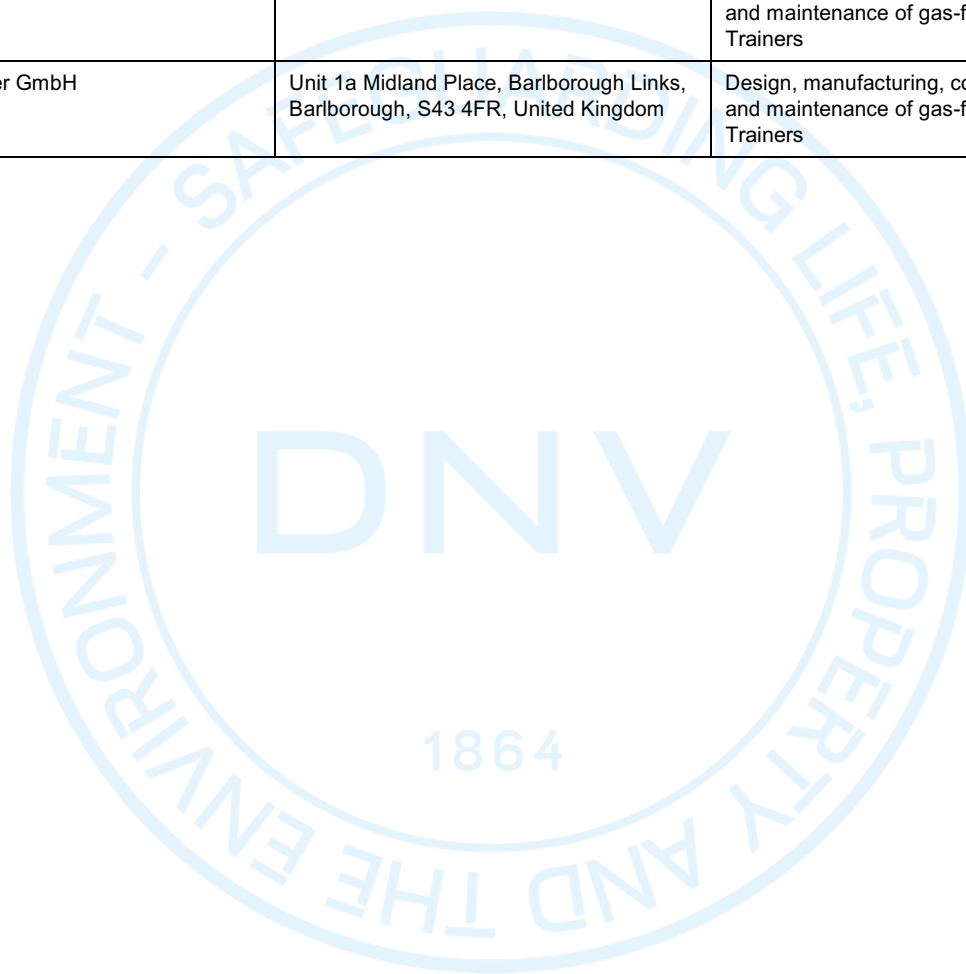 and maintenance of gas-f
Trainers
er GmbH
Unit 1a Midland Place, Barlborough Links,
Barlborough, S43 4FR, United Kingdom
Design, manufacturing, co
and maintenance of gas-f
Trainers
SAFEGUARDING LIFE, PROPERTY AND THE ENVIRONMENT -
DNV
1864